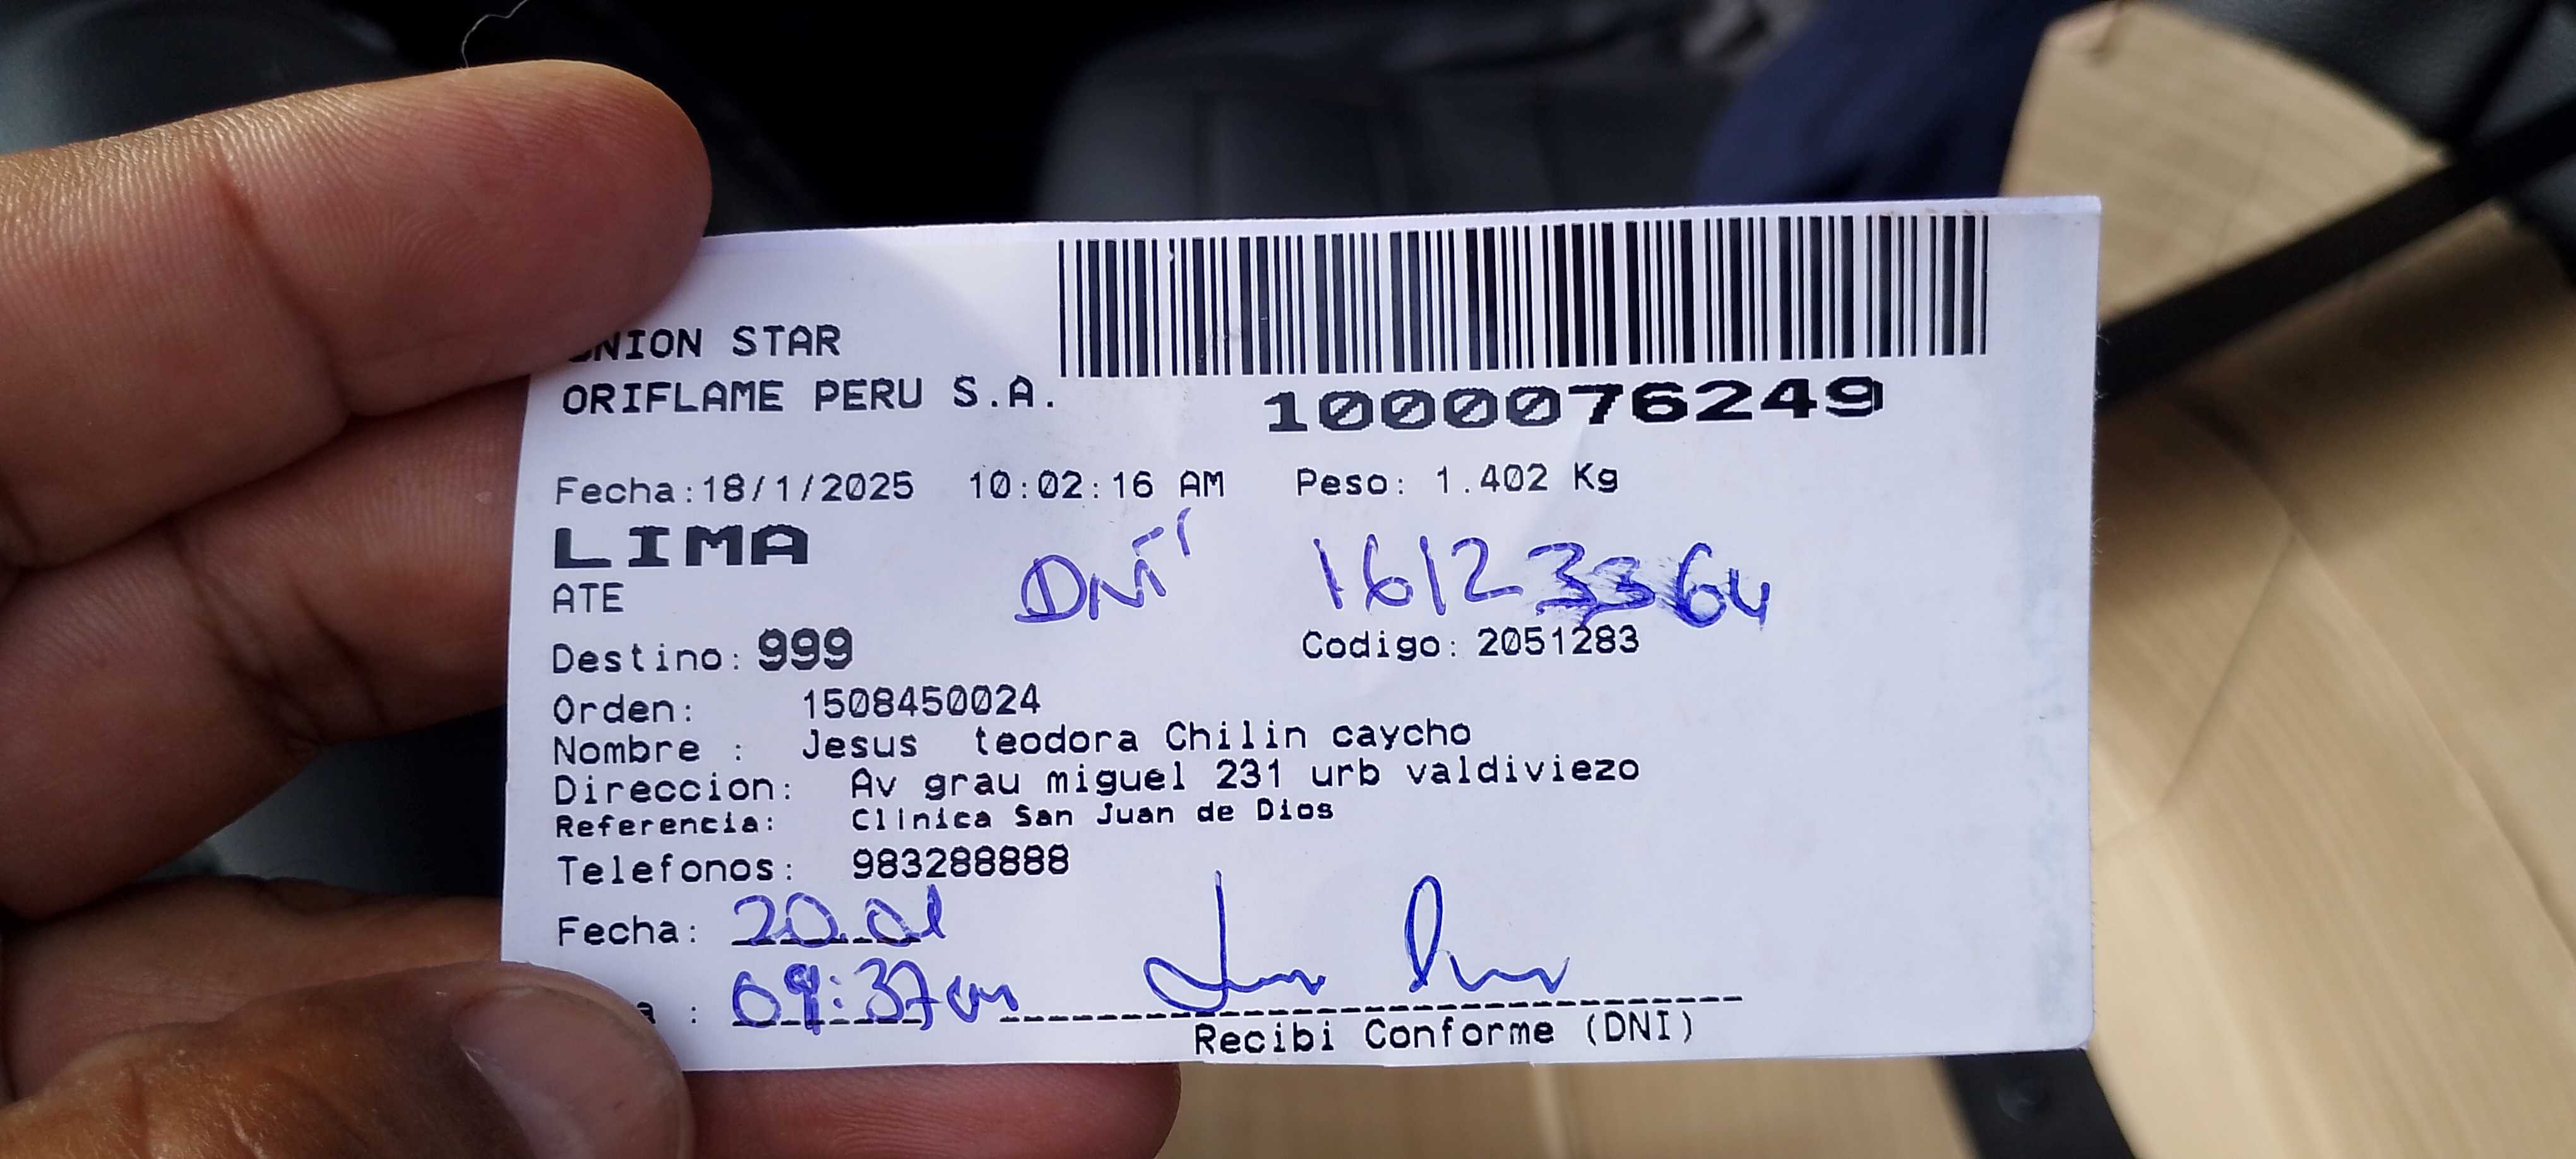 UNION STAR
ORIFLAME PERU S.A.
1000076249
Fecha:18/1/2025 10:02:16 AM Peso: 1.402 Kg
LIMA
DNI 16123364
ATE
Destino: 999 Codigo: 2051283
Orden: 1508450024
Nombre : Jesus teodora Chilin caycho
Direccion: Av grau miguel 231 urb valdiviezo
Referencia: Clinica San Juan de Dios
Telefonos: 983288888
Fecha: 20.01
a : 09:37am
Recibi Conforme (DNI)